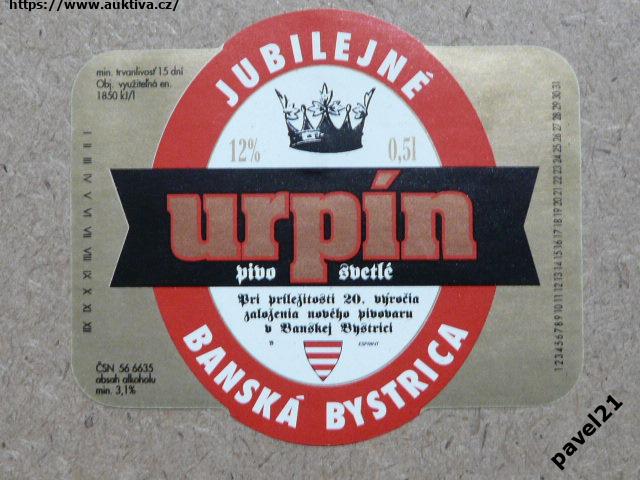 https://www.auktiva.cz/
JUBILEJNÉ
min. trvanlivosť 15 dní
Obj. využiteľná en.
1850 kJ/l
12% 0,5l
urpín
pivo svetlé
Pri príležitosti 20. výročia
založenia nového pivovaru
v Banskej Bystrici
BANSKÁ BYSTRICA
ČSN 56 6635
obsah alkoholu
min. 3,1%
I II III IV V VI VII VIII IX X XI XII
1 2 3 4 5 6 7 8 9 10 11 12 13 14 15 16 17 18 19 20 21 22 23 24 25 26 27 28 29 30 31
pavel21